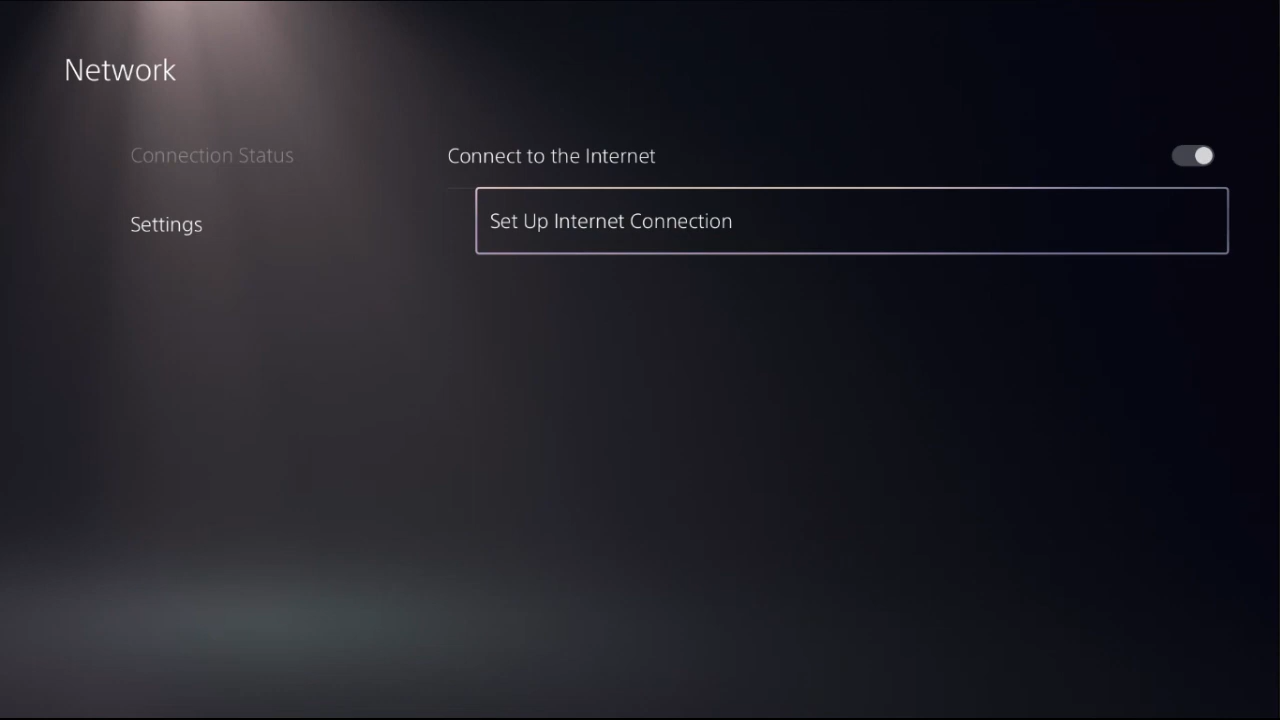 Network
Connection Status
Connect to the Internet
Settings
Set Up Internet Connection